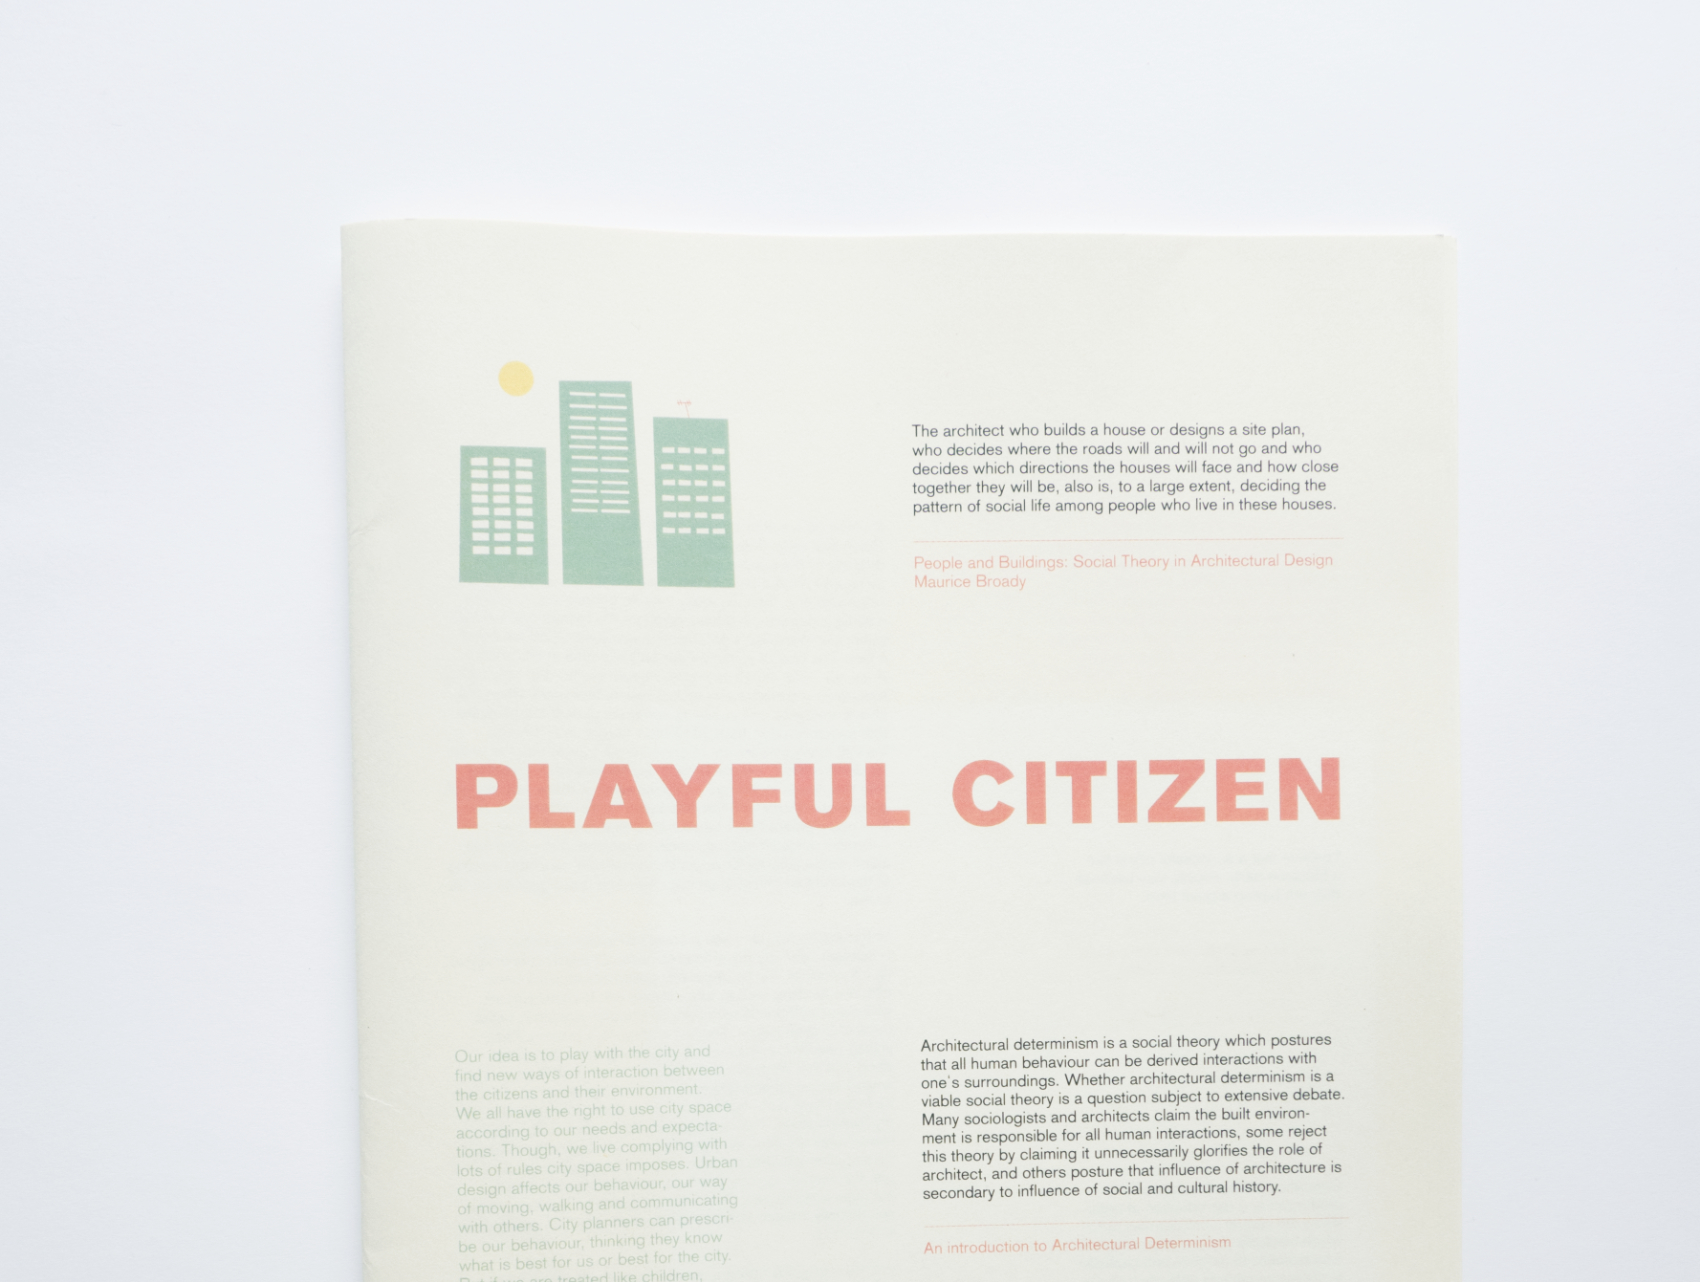 The architect who builds a house or designs a site plan,
who decides where the roads will and will not go and who
decides which directions the houses will face and how close
together they will be, also is, to a large extent, deciding the
pattern of social life among people who live in these houses.
People and Buildings: Social Theory in Architectural Design
Maurice Broady
PLAYFUL CITIZEN
Our idea is to play with the city and
find new ways of interaction between
the citizens and their environment.
We all have the right to use city space
according to our needs and expecta-
tions. Though, we live complying with
lots of rules city space imposes. Urban
design affects our behaviour, our way
of moving, walking and communicating
with others. City planners can prescri-
be our behaviour, thinking they know
what is best for us or best for the city.
But if we are treated like children,
Architectural determinism is a social theory which postures
that all human behaviour can be derived interactions with
one's surroundings. Whether architectural determinism is a
viable social theory is a question subject to extensive debate.
Many sociologists and architects claim the built environ-
ment is responsible for all human interactions, some reject
this theory by claiming it unnecessarily glorifies the role of
architect, and others posture that influence of architecture is
secondary to influence of social and cultural history.
An introduction to Architectural Determinism